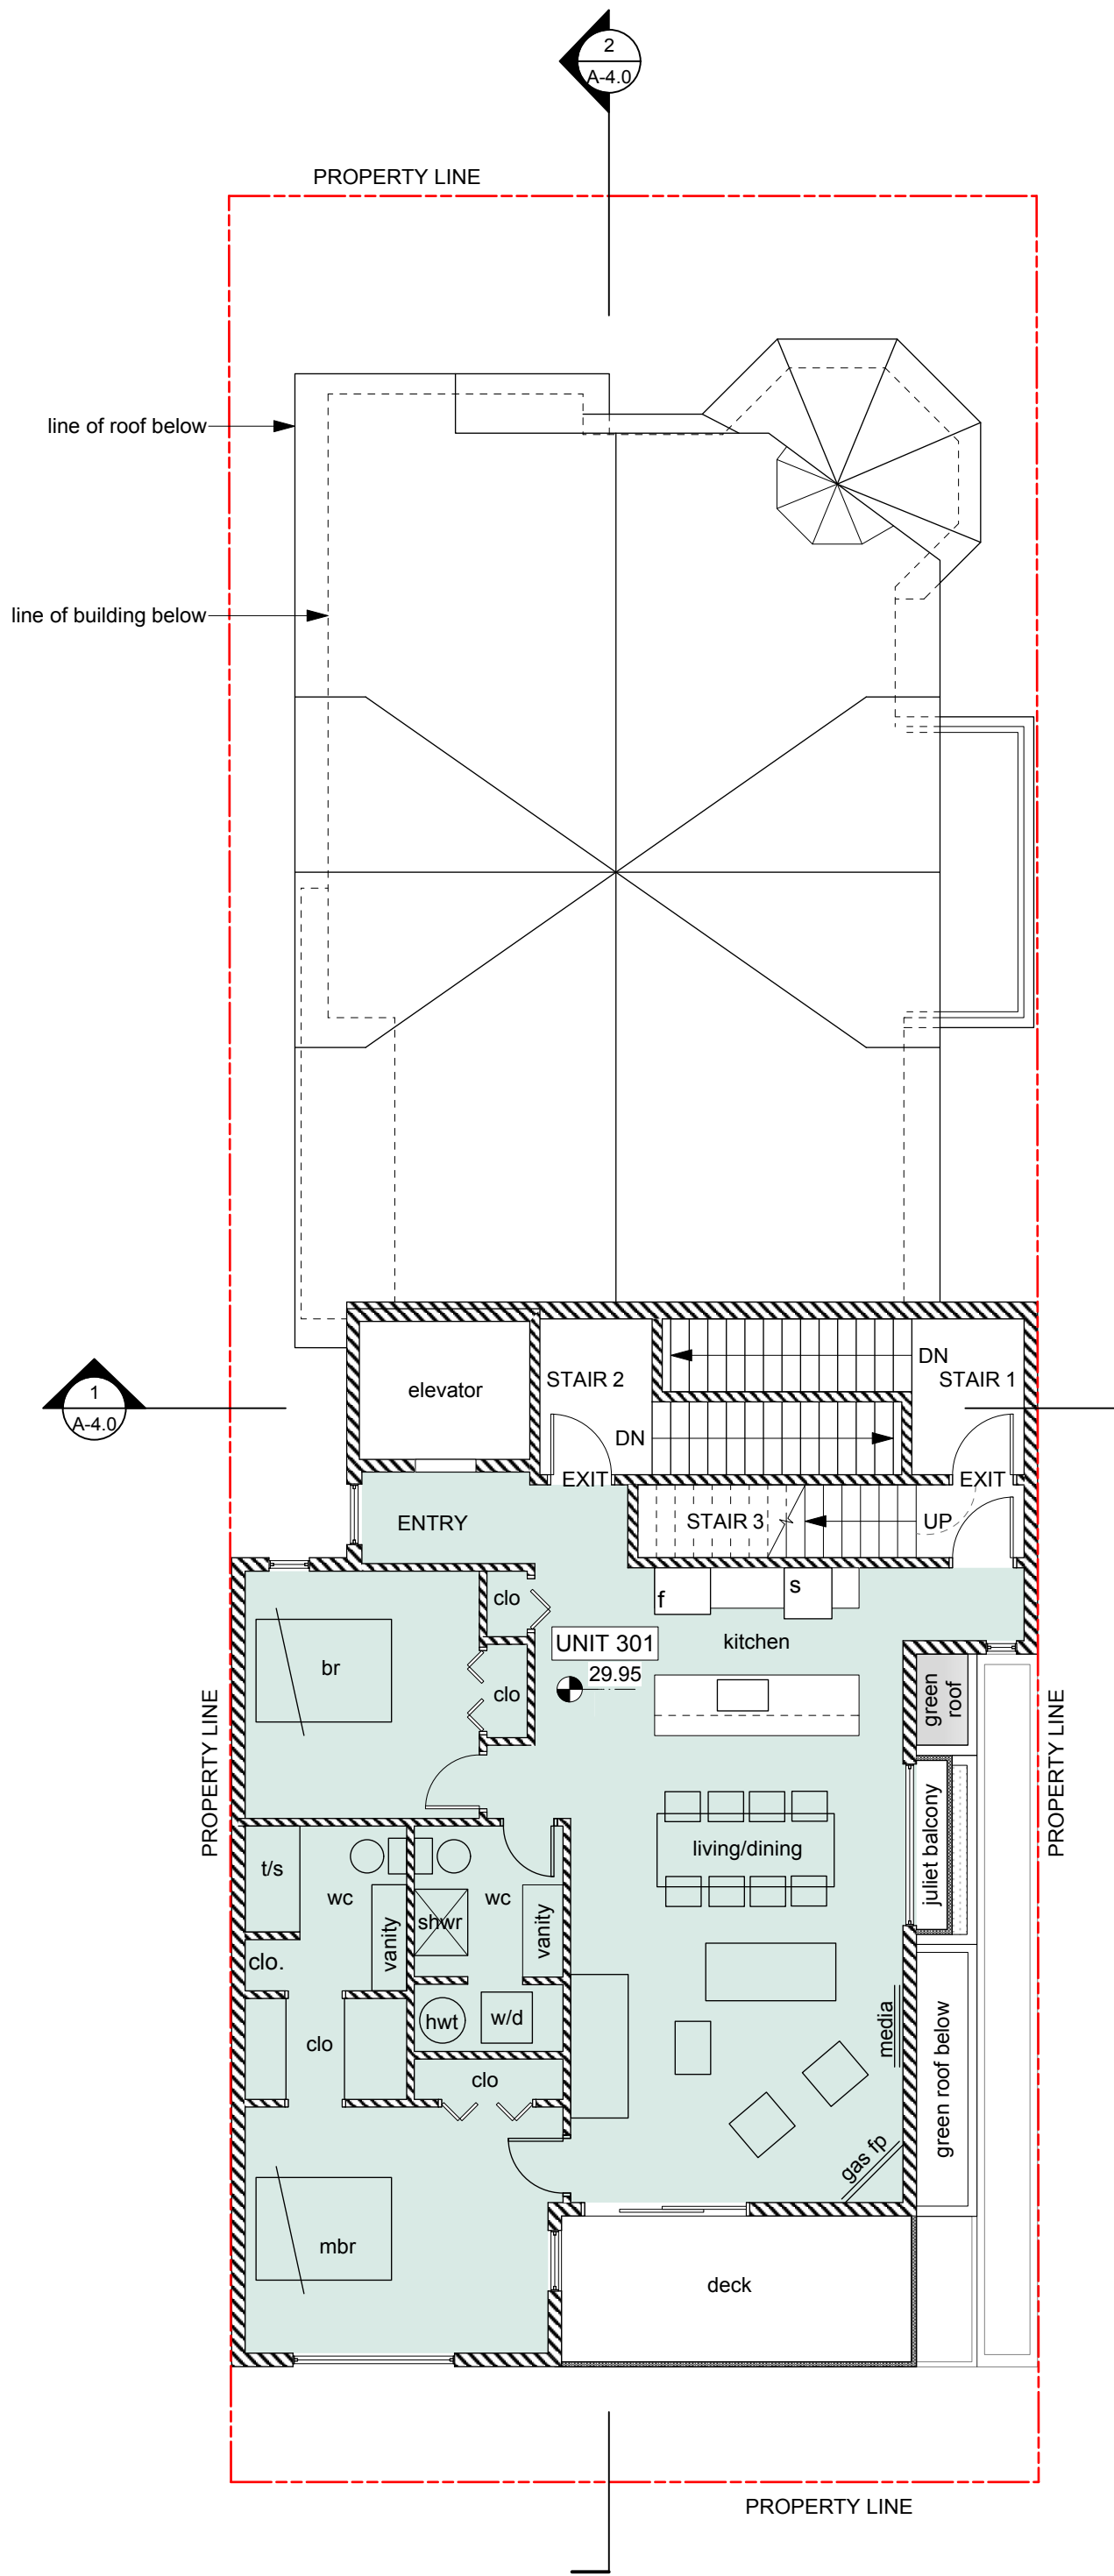 2
A-4.0
PROPERTY LINE
line of roof below
line of building below
DN
elevator
STAIR 2
STAIR 1
1
A-4.0
DN
EXIT
EXIT
ENTRY
STAIR 3
UP
clo
f
s
UNIT 301
kitchen
br
29.95
clo
green
roof
PROPERTY LINE
PROPERTY LINE
juliet balcony
living/dining
t/s
wc
wc
shwr
vanity
vanity
clo.
hwt
w/d
media
clo
clo
green roof below
gas fp
mbr
deck
PROPERTY LINE